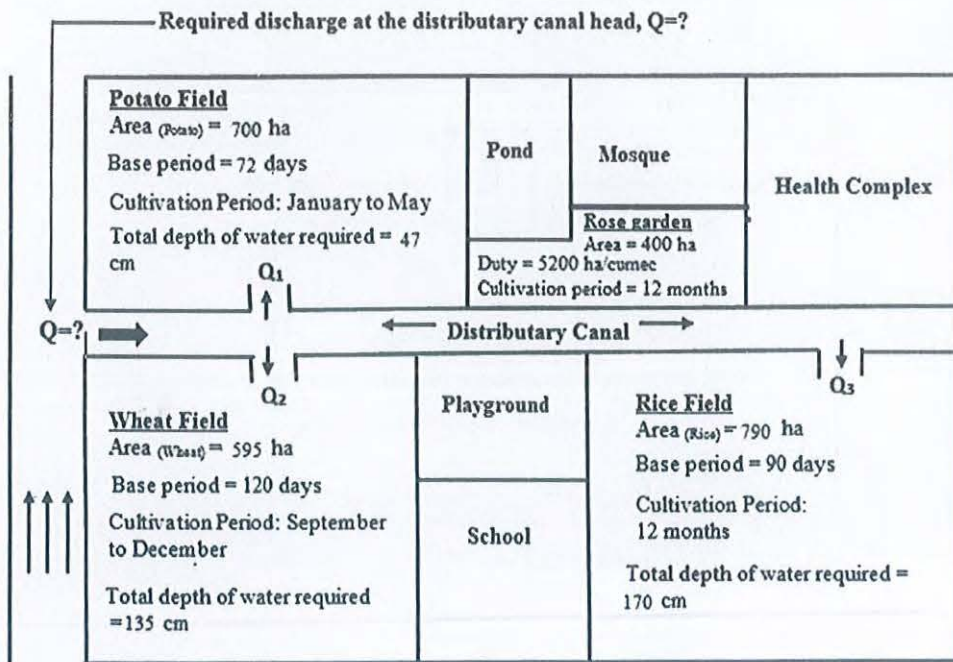 Required discharge at the distributary canal head, Q=?
Potato Field
Area (Potato) = 700 ha
Base period = 72 days
Cultivation Period: January to May
Total depth of water required = 47
cm
Q1
Pond
Mosque
Rose garden
Area = 400 ha
Duty = 5200 ha/cumec
Cultivation period = 12 months
Health Complex
Q=?
Distributary Canal
Q2
Wheat Field
Area (Wheat) = 595 ha
Base period = 120 days
Cultivation Period: September
to December
Total depth of water required
=135 cm
Playground
School
Q3
Rice Field
Area (Rice) = 790 ha
Base period = 90 days
Cultivation Period:
12 months
Total depth of water required =
170 cm